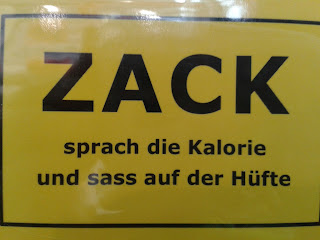 ZACK
sprach die Kalorie
und sass auf der Hüfte